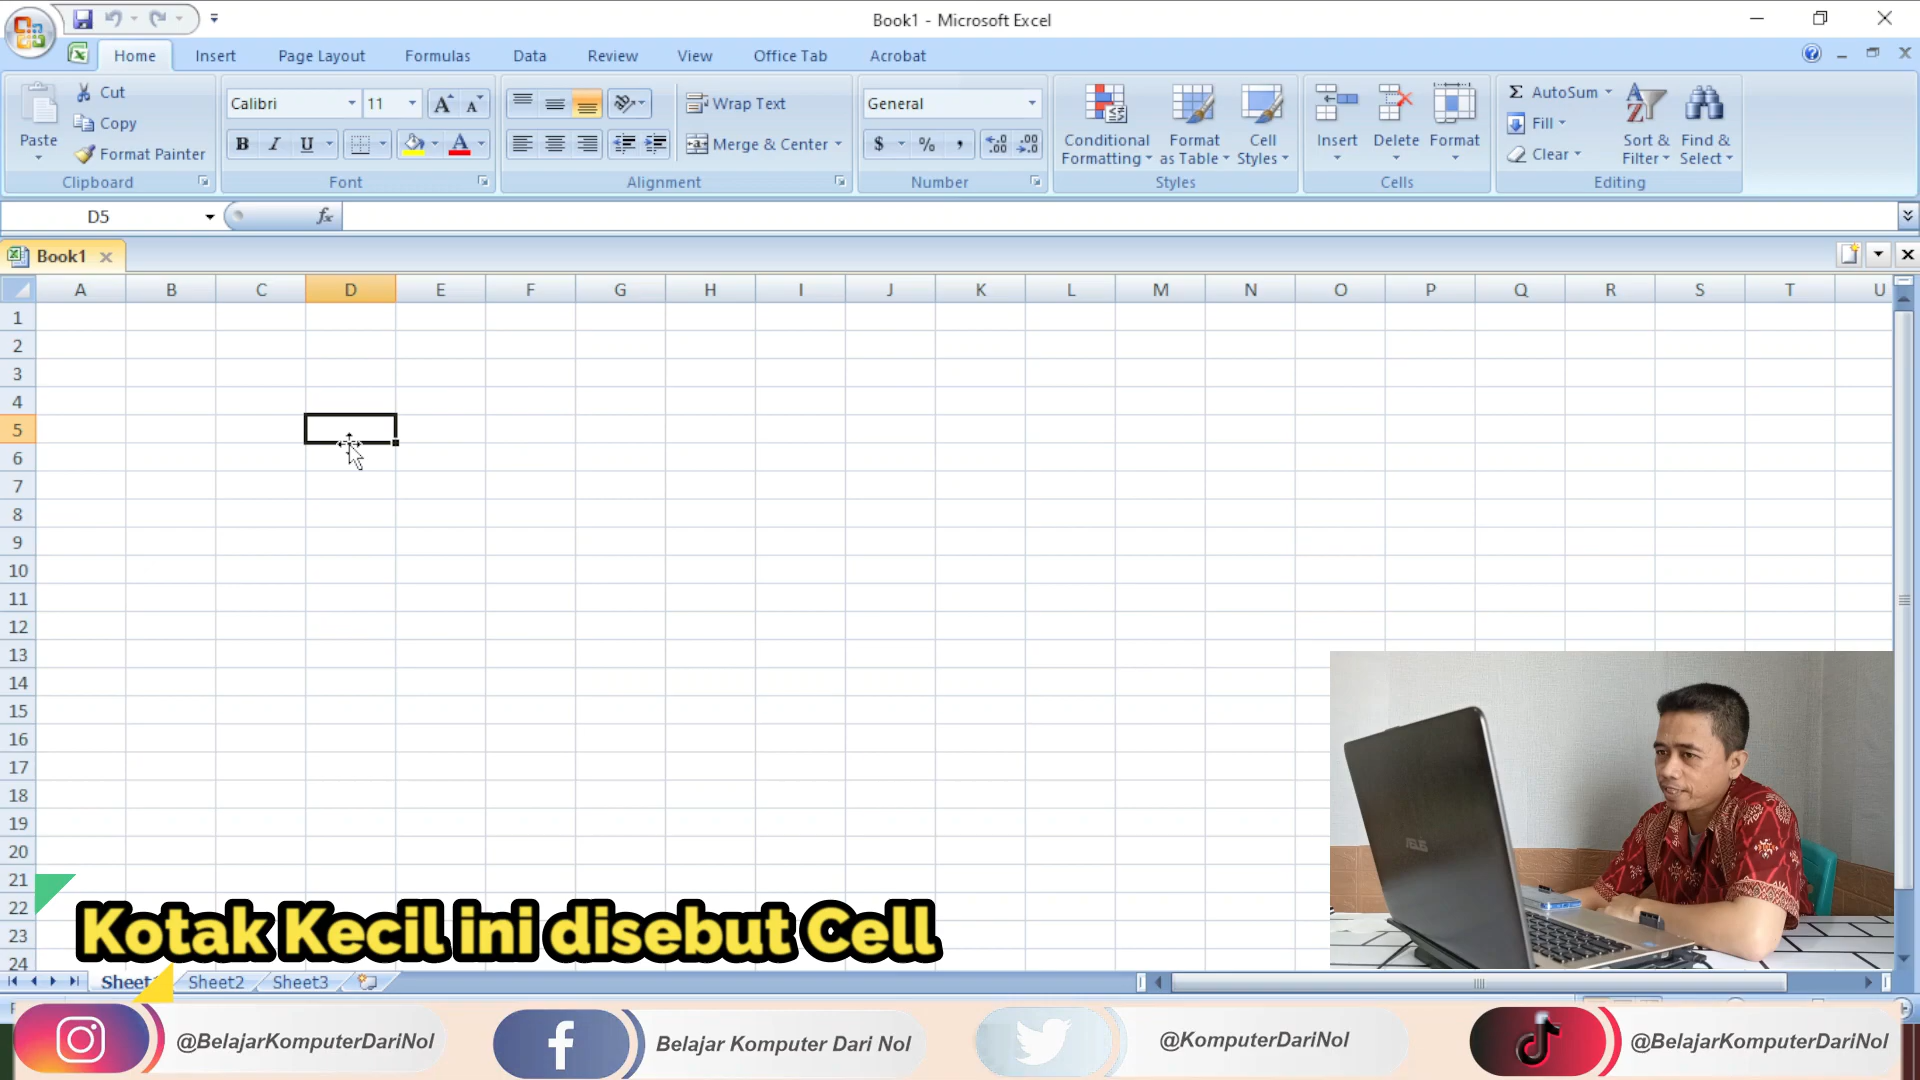 Book1 - Microsoft Excel
Home Insert Page Layout Formulas Data Review View Office Tab Acrobat
Paste Cut Copy Format Painter
Calibri 11
B I U A
Wrap Text
Merge & Center
General
$ % ,
Conditional Formatting Format as Table Cell Styles
Insert Delete Format
Σ AutoSum Fill Clear
Sort & Filter Find & Select
Clipboard Font Alignment Number Styles Cells Editing
D5 fx
Book1
A B C D E F G H I J K L M N O P Q R S T U
1
2
3
4
5
6
7
8
9
10
11
12
13
14
15
16
17
18
19
20
21
22
23
24
ASUS
Kotak Kecil ini disebut Cell
Sheet Sheet2 Sheet3
@BelajarKomputerDariNol
Belajar Komputer Dari Nol
@KomputerDariNol
@BelajarKomputerDariNol